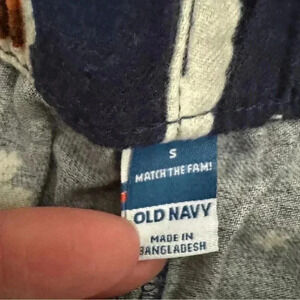 S
MATCH THE FAM!
OLD NAVY
MADE IN
BANGLADESH